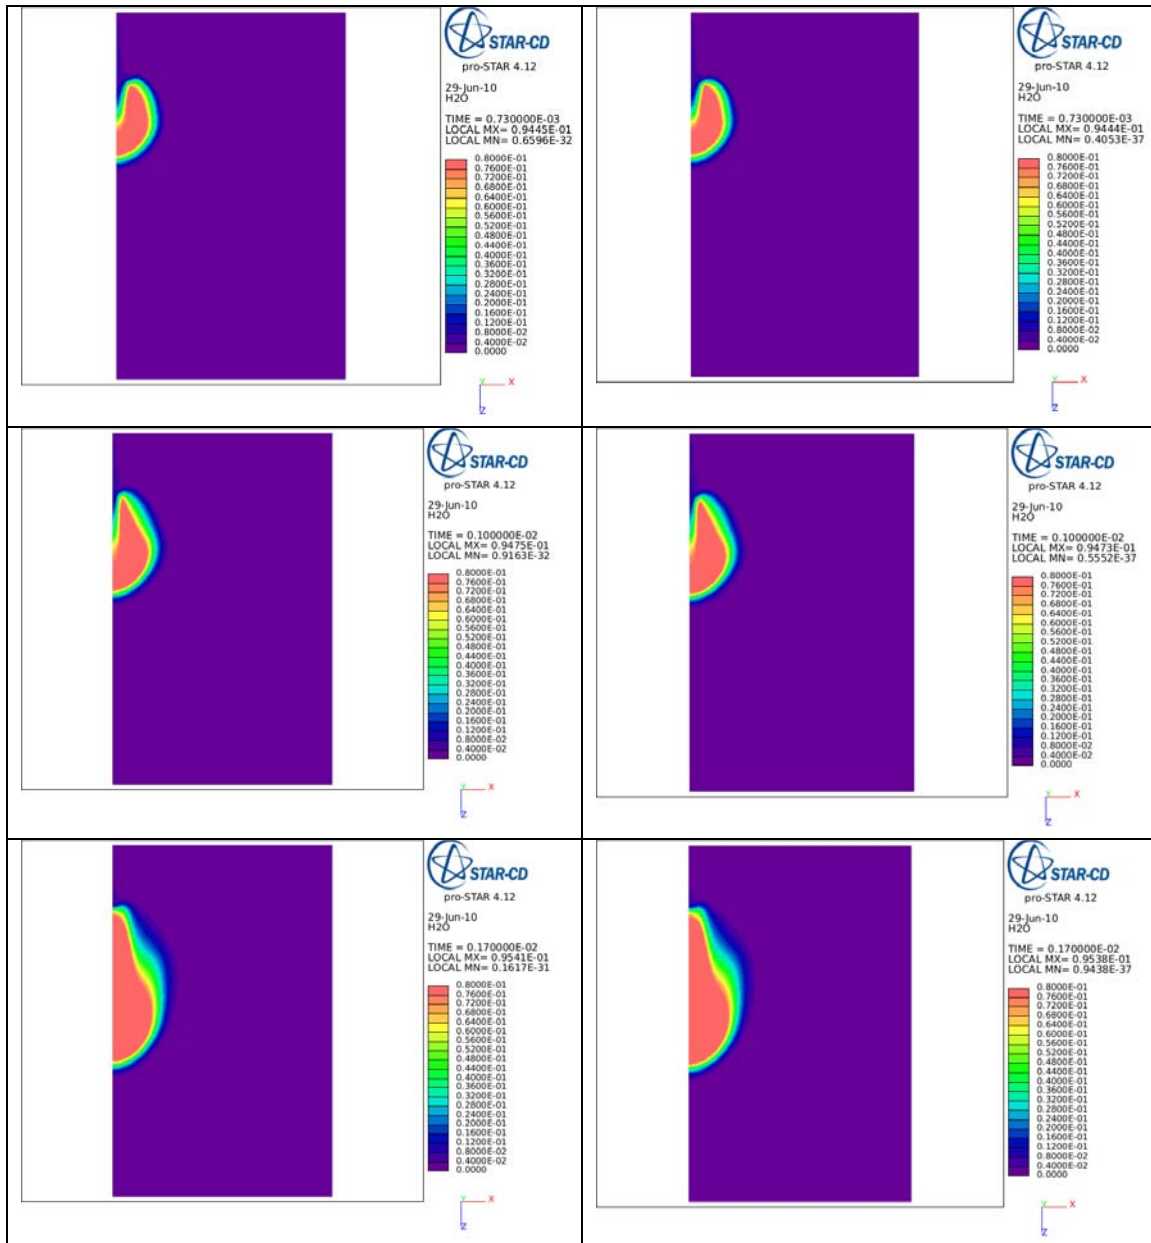 STAR-CD
pro-STAR 4.12
29-Jun-10
H2O
TIME = 0.730000E-03
LOCAL MX= 0.9445E-01
LOCAL MN= 0.6596E-32
0.8000E-01
0.7600E-01
0.7200E-01
0.6800E-01
0.6400E-01
0.6000E-01
0.5600E-01
0.5200E-01
0.4800E-01
0.4400E-01
0.4000E-01
0.3600E-01
0.3200E-01
0.2800E-01
0.2400E-01
0.2000E-01
0.1600E-01
0.1200E-01
0.8000E-02
0.4000E-02
0.0000
Y
X
Z
STAR-CD
pro-STAR 4.12
29-Jun-10
H2O
TIME = 0.730000E-03
LOCAL MX= 0.9444E-01
LOCAL MN= 0.4053E-37
0.8000E-01
0.7600E-01
0.7200E-01
0.6800E-01
0.6400E-01
0.6000E-01
0.5600E-01
0.5200E-01
0.4800E-01
0.4400E-01
0.4000E-01
0.3600E-01
0.3200E-01
0.2800E-01
0.2400E-01
0.2000E-01
0.1600E-01
0.1200E-01
0.8000E-02
0.4000E-02
0.0000
Y
X
Z
STAR-CD
pro-STAR 4.12
29-Jun-10
H2O
TIME = 0.100000E-02
LOCAL MX= 0.9475E-01
LOCAL MN= 0.9163E-32
0.8000E-01
0.7600E-01
0.7200E-01
0.6800E-01
0.6400E-01
0.6000E-01
0.5600E-01
0.5200E-01
0.4800E-01
0.4400E-01
0.4000E-01
0.3600E-01
0.3200E-01
0.2800E-01
0.2400E-01
0.2000E-01
0.1600E-01
0.1200E-01
0.8000E-02
0.4000E-02
0.0000
Y
X
Z
STAR-CD
pro-STAR 4.12
29-Jun-10
H2O
TIME = 0.100000E-02
LOCAL MX= 0.9473E-01
LOCAL MN= 0.5552E-37
0.8000E-01
0.7600E-01
0.7200E-01
0.6800E-01
0.6400E-01
0.6000E-01
0.5600E-01
0.5200E-01
0.4800E-01
0.4400E-01
0.4000E-01
0.3600E-01
0.3200E-01
0.2800E-01
0.2400E-01
0.2000E-01
0.1600E-01
0.1200E-01
0.8000E-02
0.4000E-02
0.0000
Y
X
Z
STAR-CD
pro-STAR 4.12
29-Jun-10
H2O
TIME = 0.170000E-02
LOCAL MX= 0.9541E-01
LOCAL MN= 0.1617E-31
0.8000E-01
0.7600E-01
0.7200E-01
0.6800E-01
0.6400E-01
0.6000E-01
0.5600E-01
0.5200E-01
0.4800E-01
0.4400E-01
0.4000E-01
0.3600E-01
0.3200E-01
0.2800E-01
0.2400E-01
0.2000E-01
0.1600E-01
0.1200E-01
0.8000E-02
0.4000E-02
0.0000
Y
X
Z
STAR-CD
pro-STAR 4.12
29-Jun-10
H2O
TIME = 0.170000E-02
LOCAL MX= 0.9538E-01
LOCAL MN= 0.9438E-37
0.8000E-01
0.7600E-01
0.7200E-01
0.6800E-01
0.6400E-01
0.6000E-01
0.5600E-01
0.5200E-01
0.4800E-01
0.4400E-01
0.4000E-01
0.3600E-01
0.3200E-01
0.2800E-01
0.2400E-01
0.2000E-01
0.1600E-01
0.1200E-01
0.8000E-02
0.4000E-02
0.0000
Y
X
Z